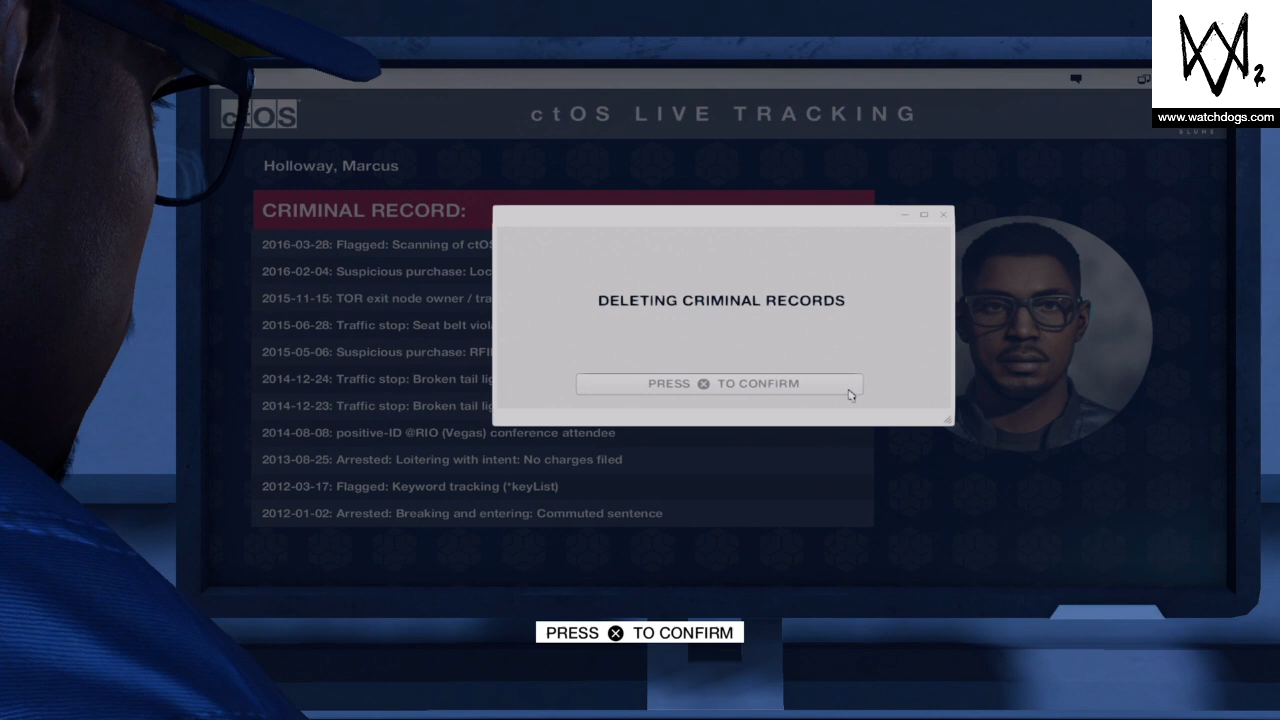 2
www.watchdogs.com
ctOS
ctOS LIVE TRACKING
BLUME
Holloway, Marcus
CRIMINAL RECORD:
2016-03-28: Flagged: Scanning of ctOS
2016-02-04: Suspicious purchase: Loc
2015-11-15: TOR exit node owner / tra
2015-06-28: Traffic stop: Seat belt viol
2015-05-06: Suspicious purchase: RFI
2014-12-24: Traffic stop: Broken tail lig
2014-12-23: Traffic stop: Broken tail lig
2014-08-08: positive-ID @RIO (Vegas) conference attendee
2013-08-25: Arrested: Loitering with intent: No charges filed
2012-03-17: Flagged: Keyword tracking (*keyList)
2012-01-02: Arrested: Breaking and entering: Commuted sentence
DELETING CRIMINAL RECORDS
PRESS X TO CONFIRM
PRESS X TO CONFIRM